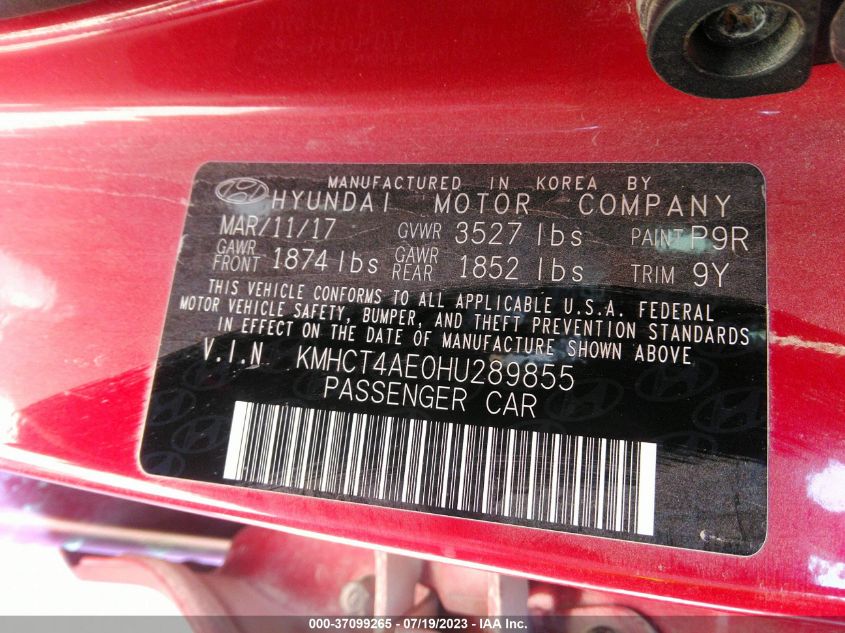 MANUFACTURED IN KOREA BY
HYUNDAI MOTOR COMPANY
MAR/11/17 GVWR 3527 lbs PAINT P9R
GAWR FRONT 1874 lbs GAWR REAR 1852 lbs TRIM 9Y
THIS VEHICLE CONFORMS TO ALL APPLICABLE U.S.A. FEDERAL
MOTOR VEHICLE SAFETY, BUMPER, AND THEFT PREVENTION STANDARDS
IN EFFECT ON THE DATE OF MANUFACTURE SHOWN ABOVE
V.I.N KMHCT4AE0HU289855
PASSENGER CAR
000-37099265 - 07/19/2023 - IAA Inc.